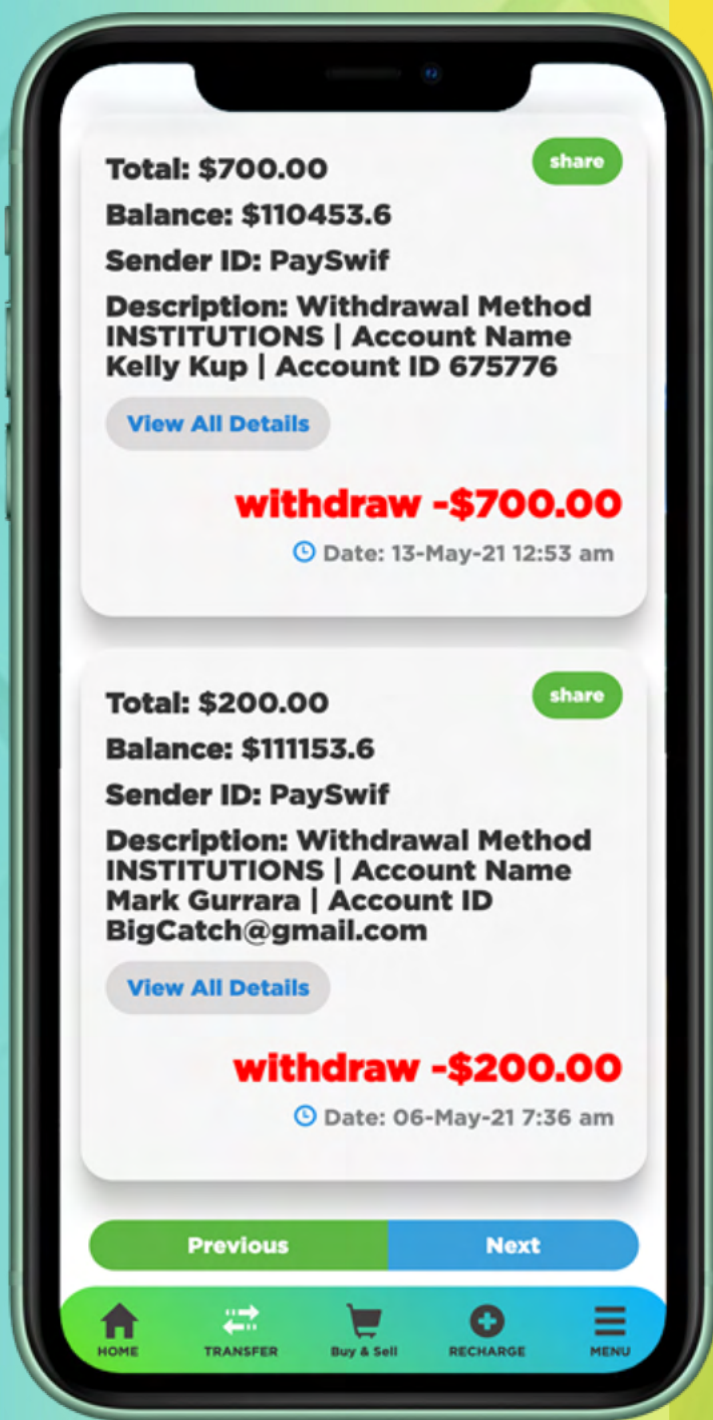 Total: $700.00
share
Balance: $110453.6
Sender ID: PaySwif
Description: Withdrawal Method
INSTITUTIONS | Account Name
Kelly Kup | Account ID 675776
View All Details
withdraw -$700.00
Date: 13-May-21 12:53 am
Total: $200.00
share
Balance: $111153.6
Sender ID: PaySwif
Description: Withdrawal Method
INSTITUTIONS | Account Name
Mark Gurrara | Account ID
BigCatch@gmail.com
View All Details
withdraw -$200.00
Date: 06-May-21 7:36 am
Previous
Next
HOME
TRANSFER
Buy & Sell
RECHARGE
MENU